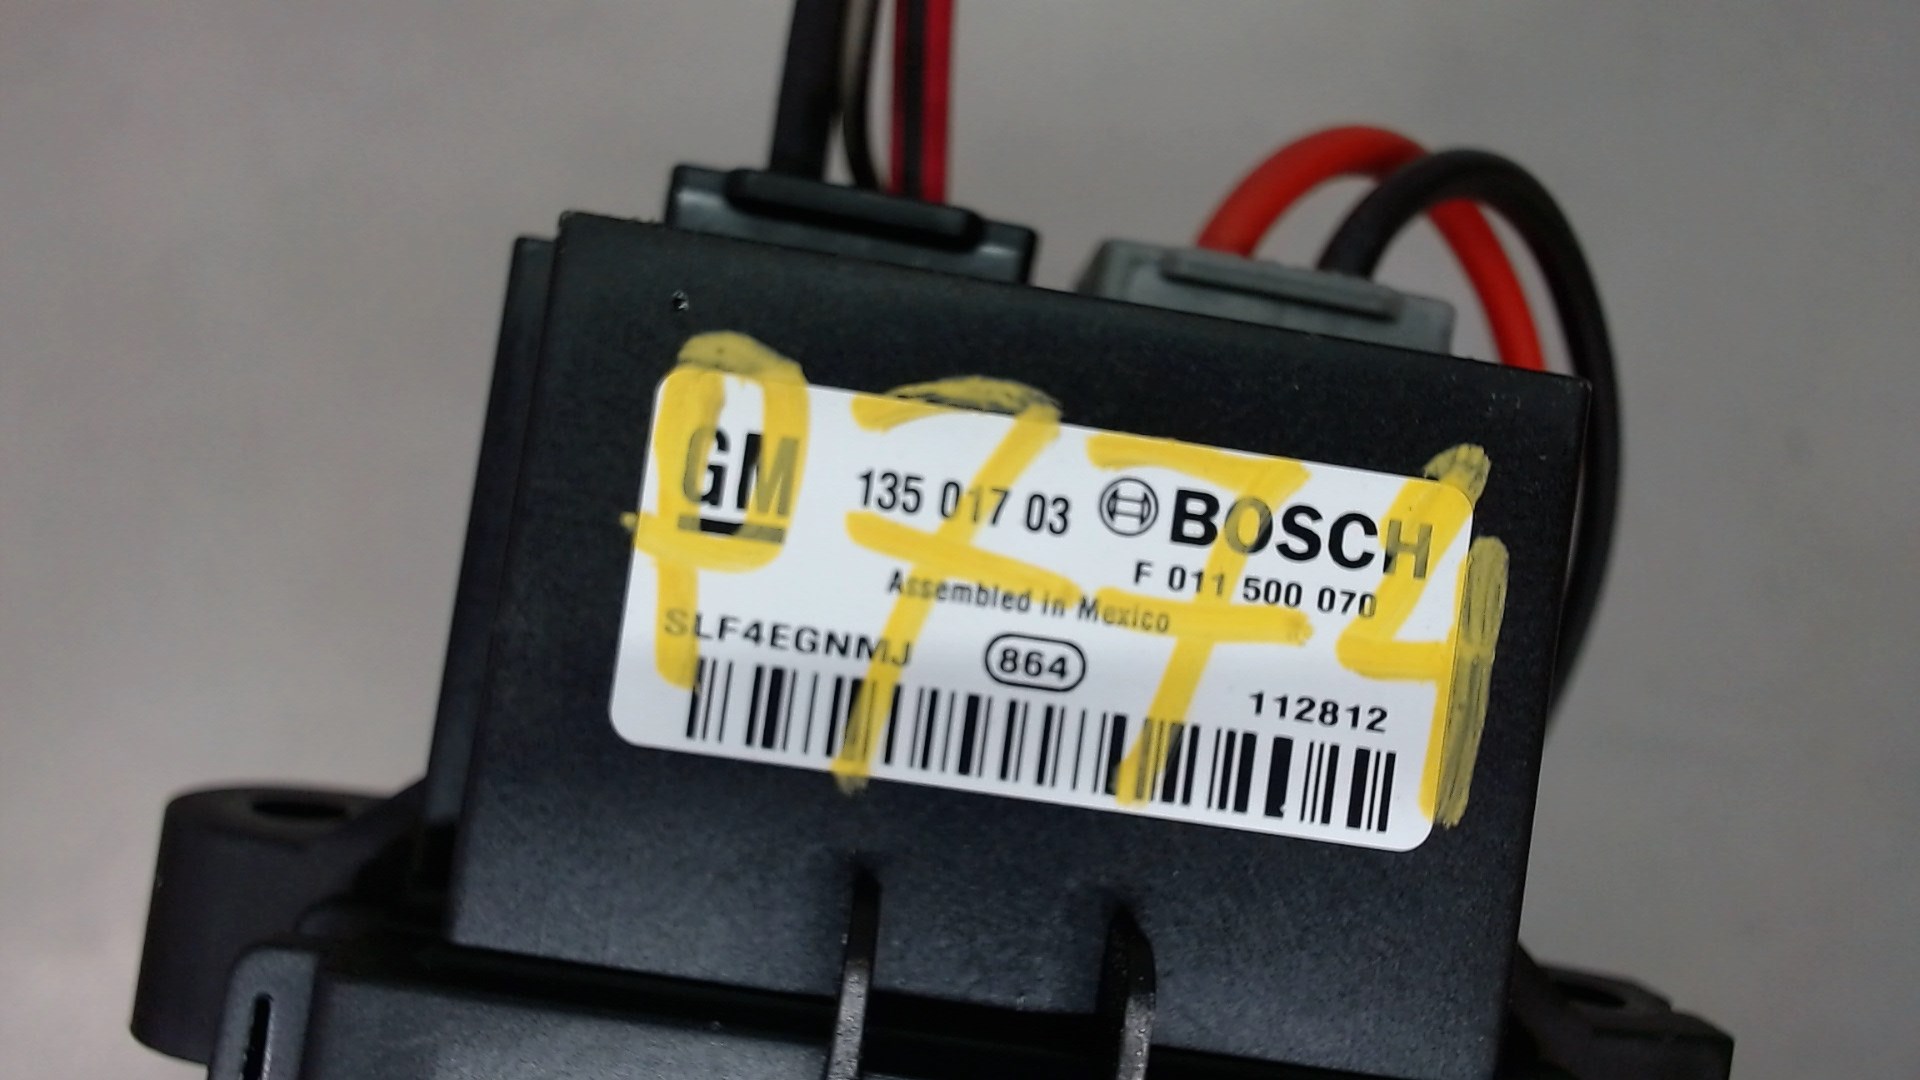 P774
GM 135 017 03 BOSCH
F 011 500 070
Assembled in Mexico
SLF4EGNMJ 864
112812